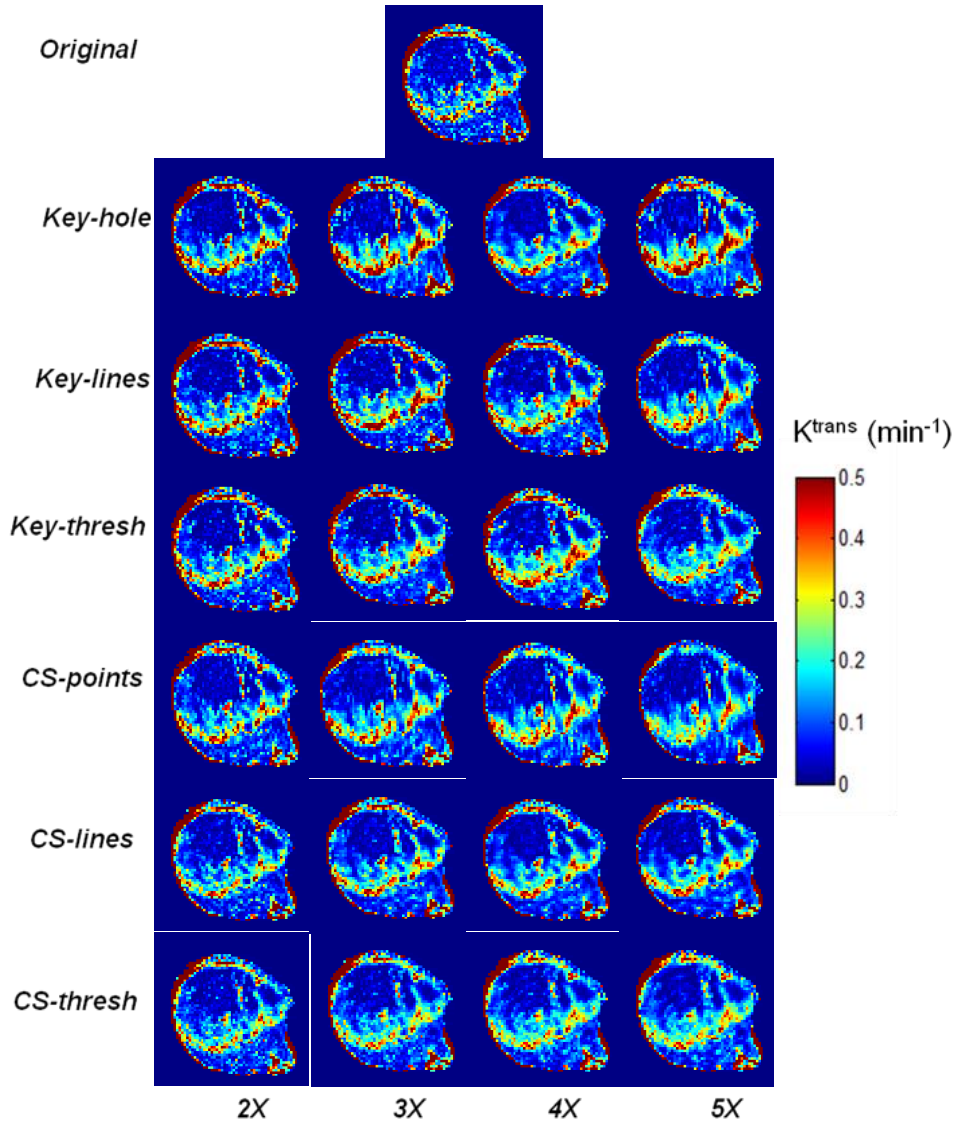 Original
Key-hole
Key-lines
Key-thresh
CS-points
CS-lines
CS-thresh
2X 3X 4X 5X
K^trans (min^-1)
0.5
0.4
0.3
0.2
0.1
0